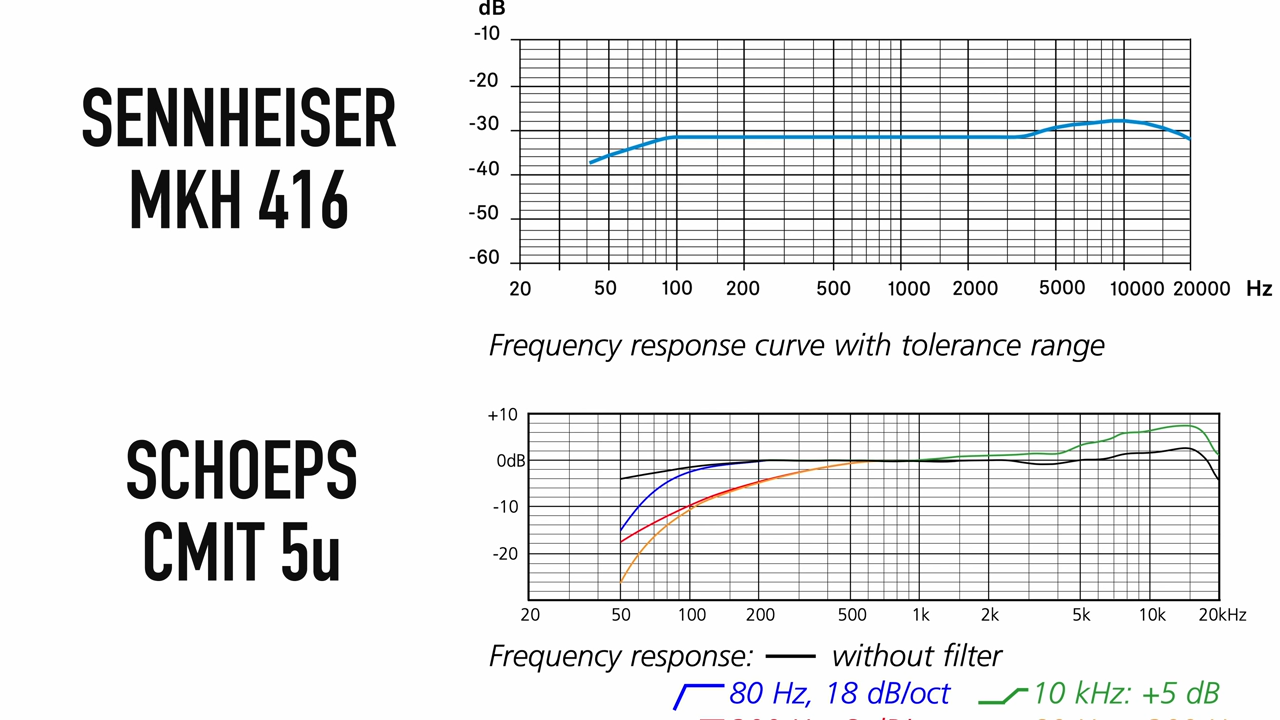 SENNHEISER
MKH 416
dB
-10
-20
-30
-40
-50
-60
20 50 100 200 500 1000 2000 5000 10000 20000 Hz
Frequency response curve with tolerance range
SCHOEPS
CMIT 5u
+10
0dB
-10
-20
20 50 100 200 500 1k 2k 5k 10k 20kHz
Frequency response: without filter
80 Hz, 18 dB/oct 10 kHz: +5 dB